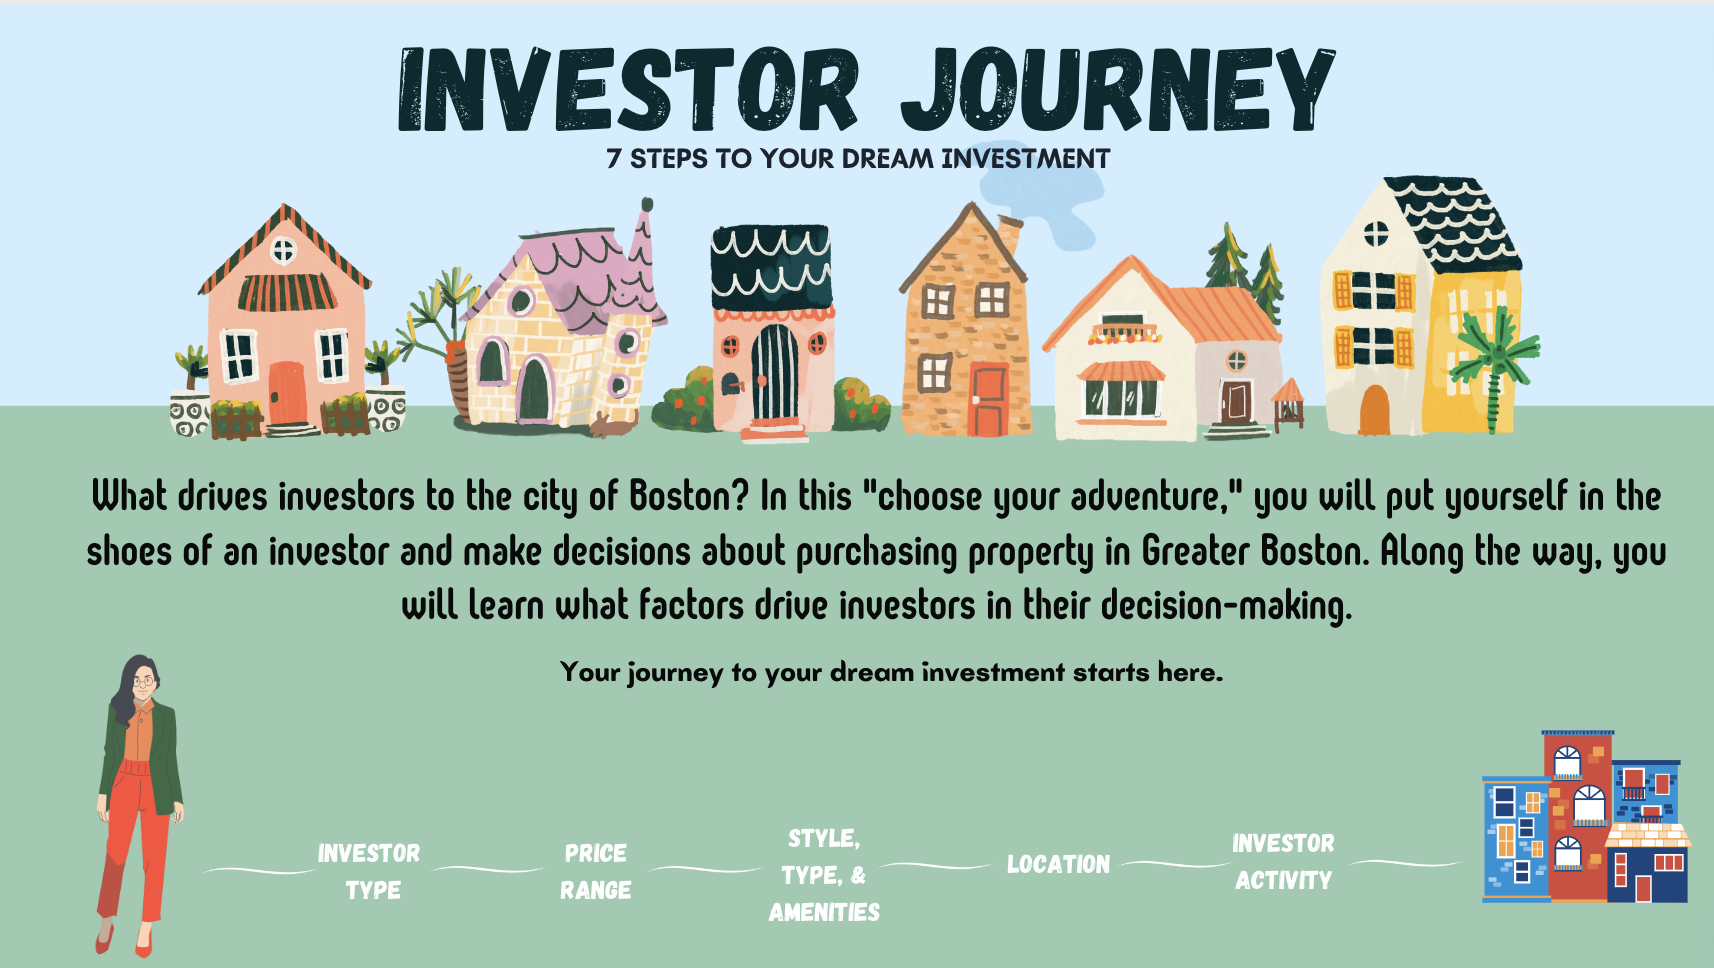 INVESTOR JOURNEY
7 STEPS TO YOUR DREAM INVESTMENT
What drives investors to the city of Boston? In this "choose your adventure," you will put yourself in the
shoes of an investor and make decisions about purchasing property in Greater Boston. Along the way, you
will learn what factors drive investors in their decision-making.
Your journey to your dream investment starts here.
INVESTOR
TYPE
PRICE
RANGE
STYLE,
TYPE, &
AMENITIES
LOCATION
INVESTOR
ACTIVITY